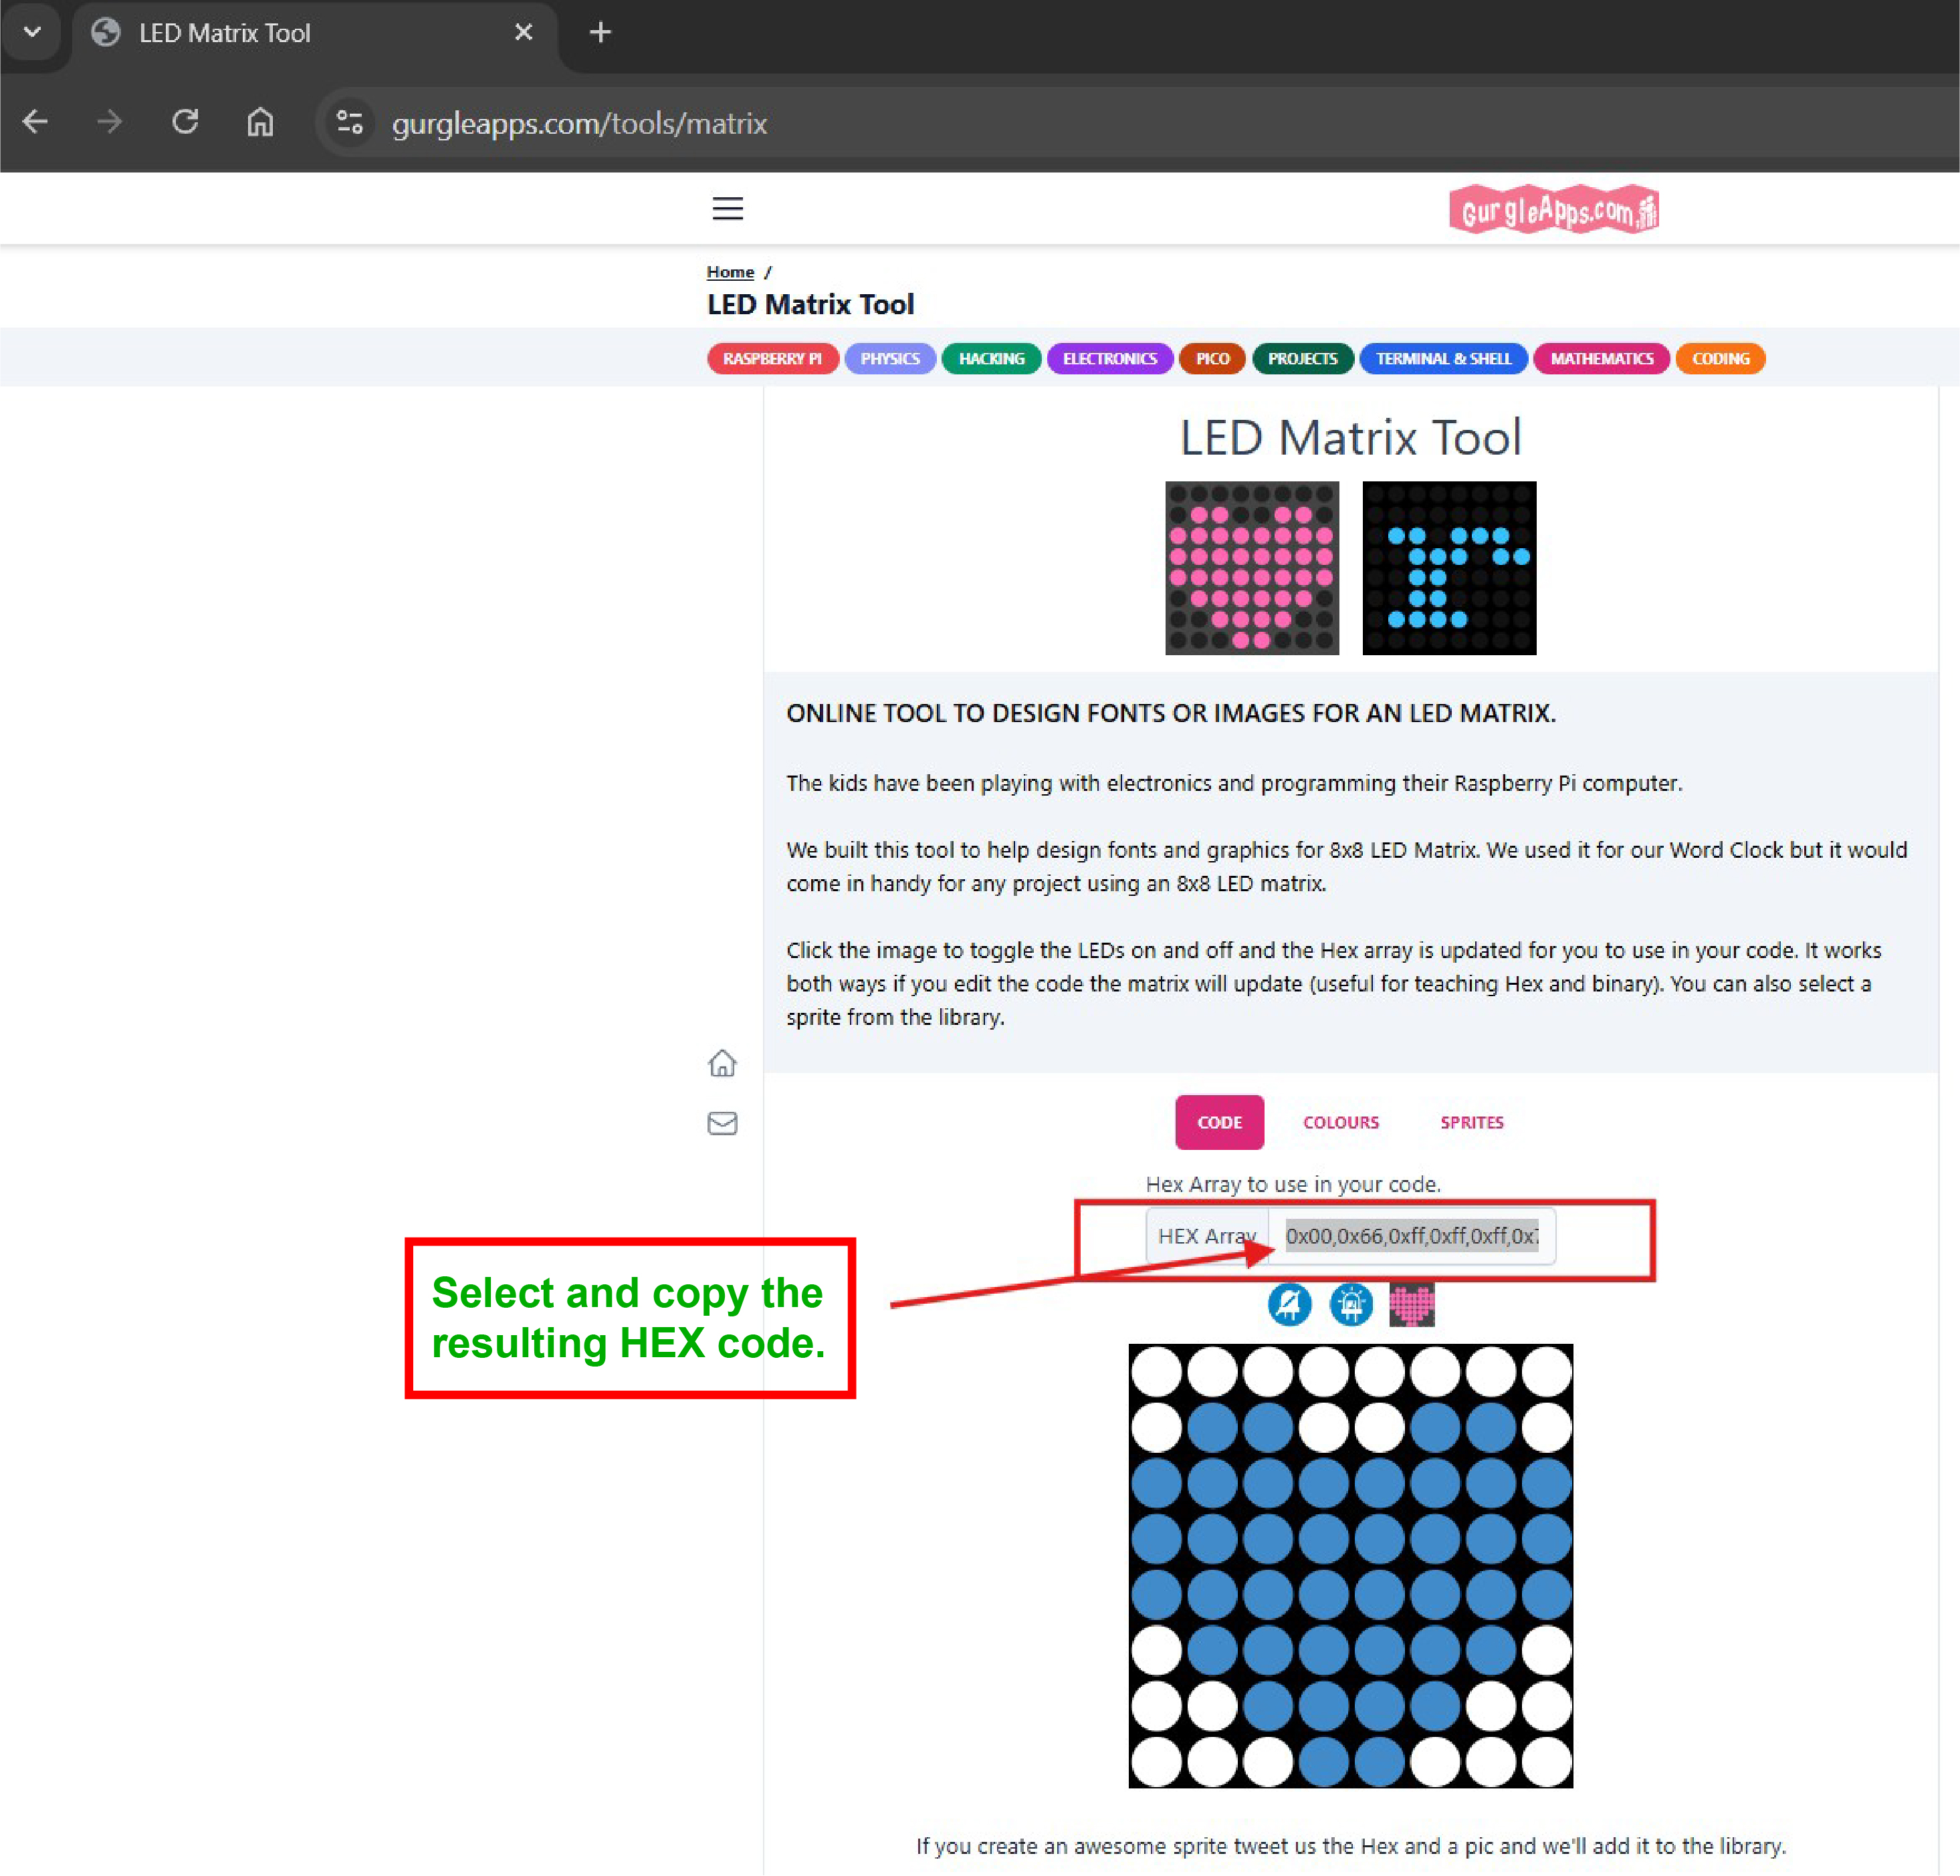 LED Matrix Tool
gurgleapps.com/tools/matrix
GurgleApps.com
Home /
LED Matrix Tool
RASPBERRY PI PHYSICS HACKING ELECTRONICS PICO PROJECTS TERMINAL & SHELL MATHEMATICS CODING
LED Matrix Tool
ONLINE TOOL TO DESIGN FONTS OR IMAGES FOR AN LED MATRIX.
The kids have been playing with electronics and programming their Raspberry Pi computer.
We built this tool to help design fonts and graphics for 8x8 LED Matrix. We used it for our Word Clock but it would
come in handy for any project using an 8x8 LED matrix.
Click the image to toggle the LEDs on and off and the Hex array is updated for you to use in your code. It works
both ways if you edit the code the matrix will update (useful for teaching Hex and binary). You can also select a
sprite from the library.
CODE COLOURS SPRITES
Hex Array to use in your code.
HEX Array 0x00,0x66,0xff,0xff,0xff,0x7
Select and copy the
resulting HEX code.
If you create an awesome sprite tweet us the Hex and a pic and we'll add it to the library.